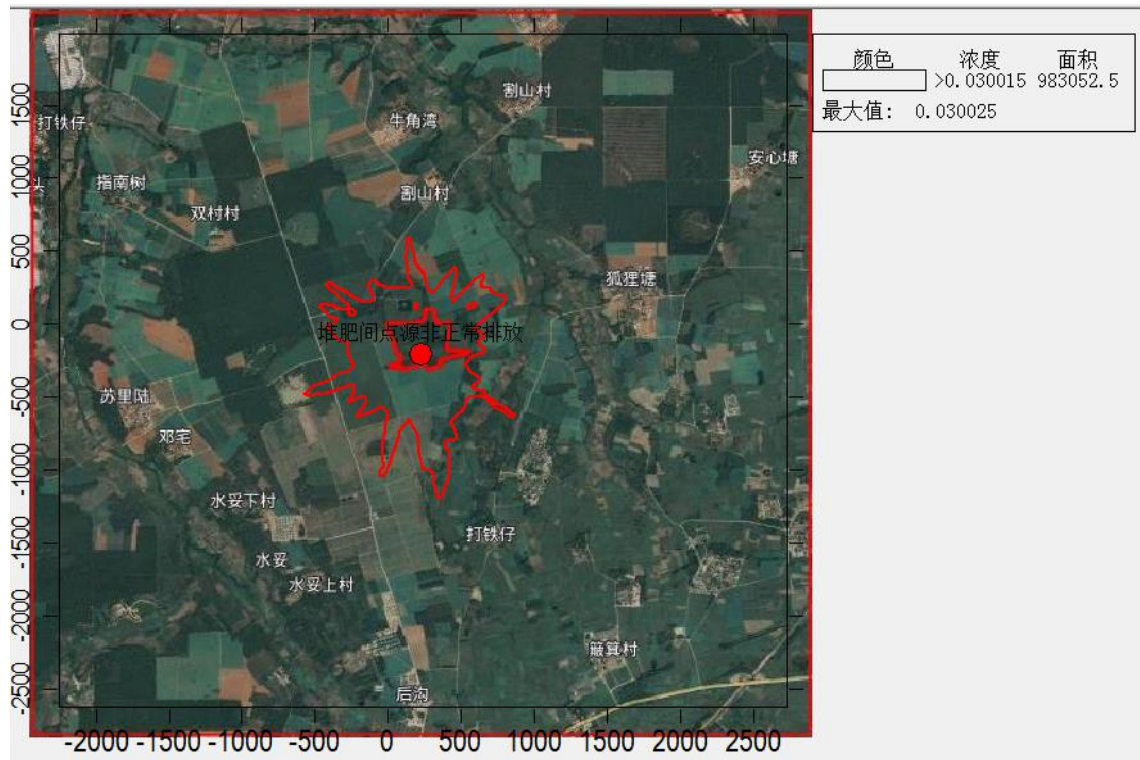 颜色 浓度 面积
>0.030015 983052.5
最大值: 0.030025
割山村
牛角湾
打铁仔
安心塘
头 指南树
割山村
双村村
狐狸塘
堆肥间点源非正常排放
苏里陆
邓宅
水妥下村
打铁仔
水妥
水妥上村
簸箕村
后沟
1500
1000
500
0
-500
-1000
-1500
-2000
-2500
-2000 -1500 -1000 -500 0 500 1000 1500 2000 2500